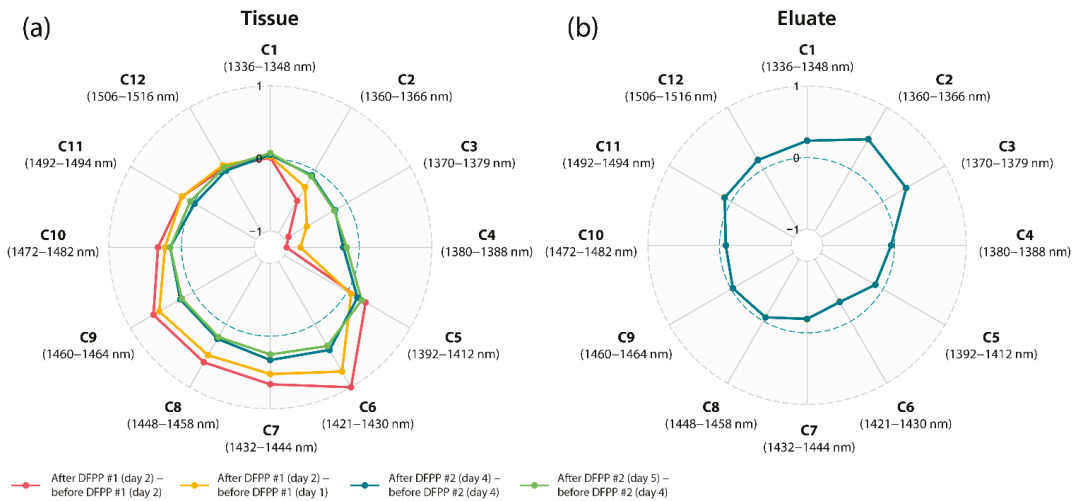 (a)
Tissue
C1
(1336–1348 nm)
1
0
−1
C2
(1360–1366 nm)
C3
(1370–1379 nm)
C4
(1380–1388 nm)
C5
(1392–1412 nm)
C6
(1421–1430 nm)
C7
(1432–1444 nm)
C8
(1448–1458 nm)
C9
(1460–1464 nm)
C10
(1472–1482 nm)
C11
(1492–1494 nm)
C12
(1506–1516 nm)
(b)
Eluate
C1
(1336–1348 nm)
1
0
−1
C2
(1360–1366 nm)
C3
(1370–1379 nm)
C4
(1380–1388 nm)
C5
(1392–1412 nm)
C6
(1421–1430 nm)
C7
(1432–1444 nm)
C8
(1448–1458 nm)
C9
(1460–1464 nm)
C10
(1472–1482 nm)
C11
(1492–1494 nm)
C12
(1506–1516 nm)
After DFPP #1 (day 2) –
before DFPP #1 (day 2)
After DFPP #1 (day 2) –
before DFPP #1 (day 1)
After DFPP #2 (day 4) –
before DFPP #2 (day 4)
After DFPP #2 (day 5) –
before DFPP #2 (day 4)